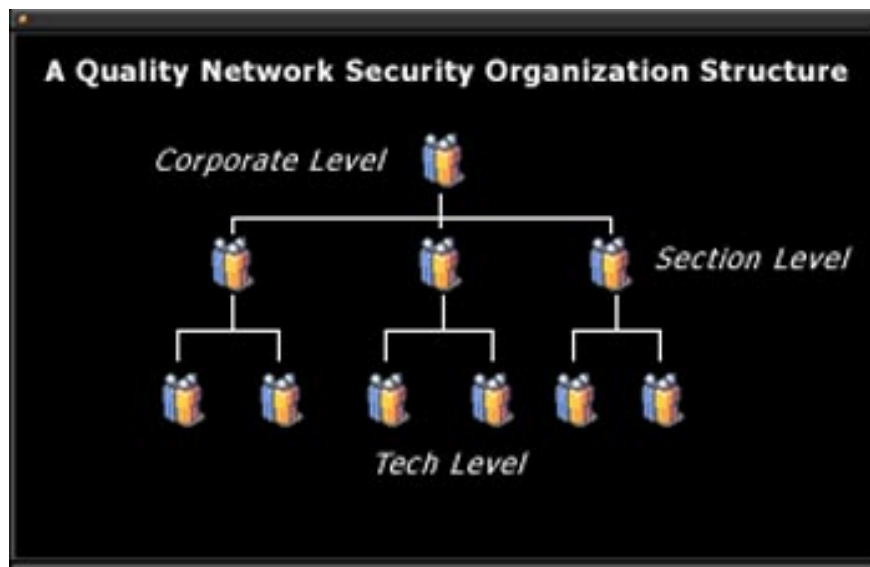 A Quality Network Security Organization Structure
Corporate Level
Section Level
Tech Level